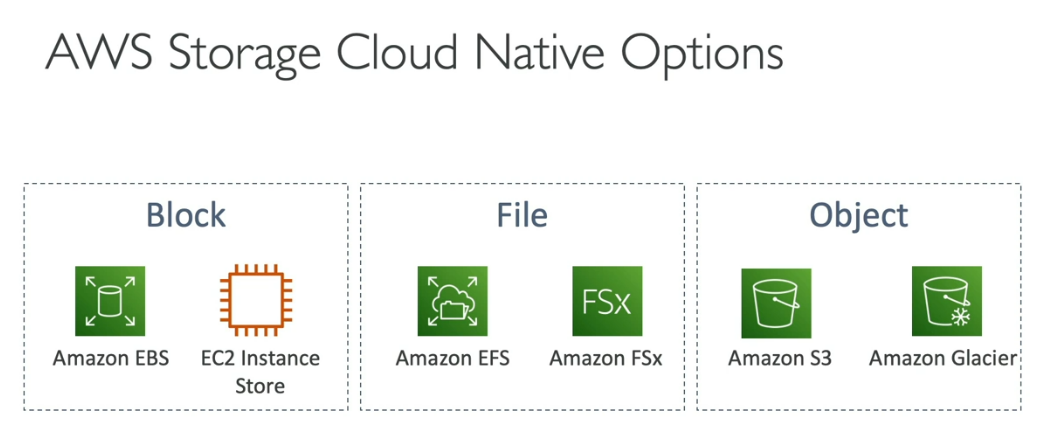 AWS Storage Cloud Native Options
Block
Amazon EBS
EC2 Instance
Store
File
Amazon EFS
FSx
Amazon FSx
Object
Amazon S3
Amazon Glacier